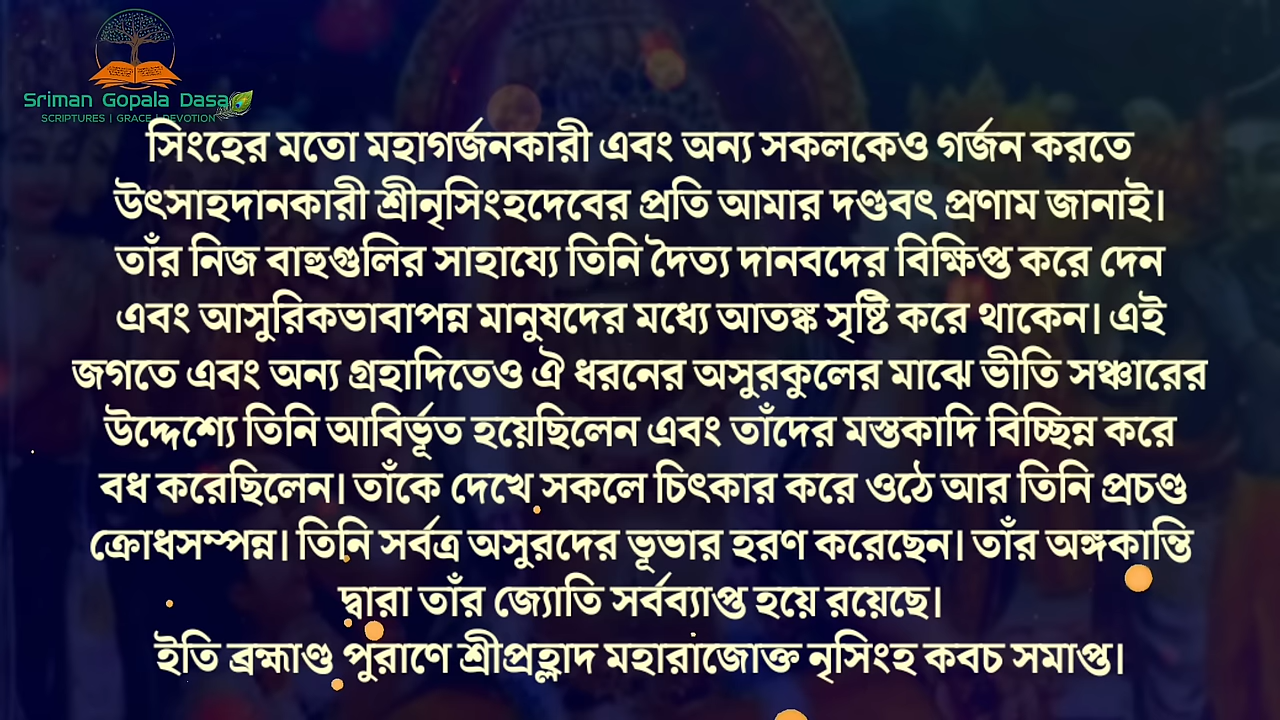 Sriman Gopala Dasa
SCRIPTURES | GRACE | DEVOTION
সিংহের মতো মহাগর্জনকারী এবং অন্য সকলকেও গর্জন করতে
উৎসাহদানকারী শ্রীনৃসিংহদেবের প্রতি আমার দণ্ডবৎ প্রণাম জানাই।
তাঁর নিজ বাহুগুলির সাহায্যে তিনি দৈত্য দানবদের বিক্ষিপ্ত করে দেন
এবং আসুরিকভাবাপন্ন মানুষদের মধ্যে আতঙ্ক সৃষ্টি করে থাকেন। এই
জগতে এবং অন্য গ্রহাদিতেও ঐ ধরনের অসুরকুলের মাঝে ভীতি সঞ্চারের
উদ্দেশ্যে তিনি আবির্ভূত হয়েছিলেন এবং তাঁদের মস্তকাদি বিচ্ছিন্ন করে
বধ করেছিলেন। তাঁকে দেখে সকলে চিৎকার করে ওঠে আর তিনি প্রচণ্ড
ক্রোধসম্পন্ন। তিনি সর্বত্র অসুরদের ভূভার হরণ করেছেন। তাঁর অঙ্গকান্তি
দ্বারা তাঁর জ্যোতি সর্বব্যাপ্ত হয়ে রয়েছে।
ইতি ব্রহ্মাণ্ড পুরাণে শ্রীপ্রহ্লাদ মহারাজোক্ত নৃসিংহ কবচ সমাপ্ত।